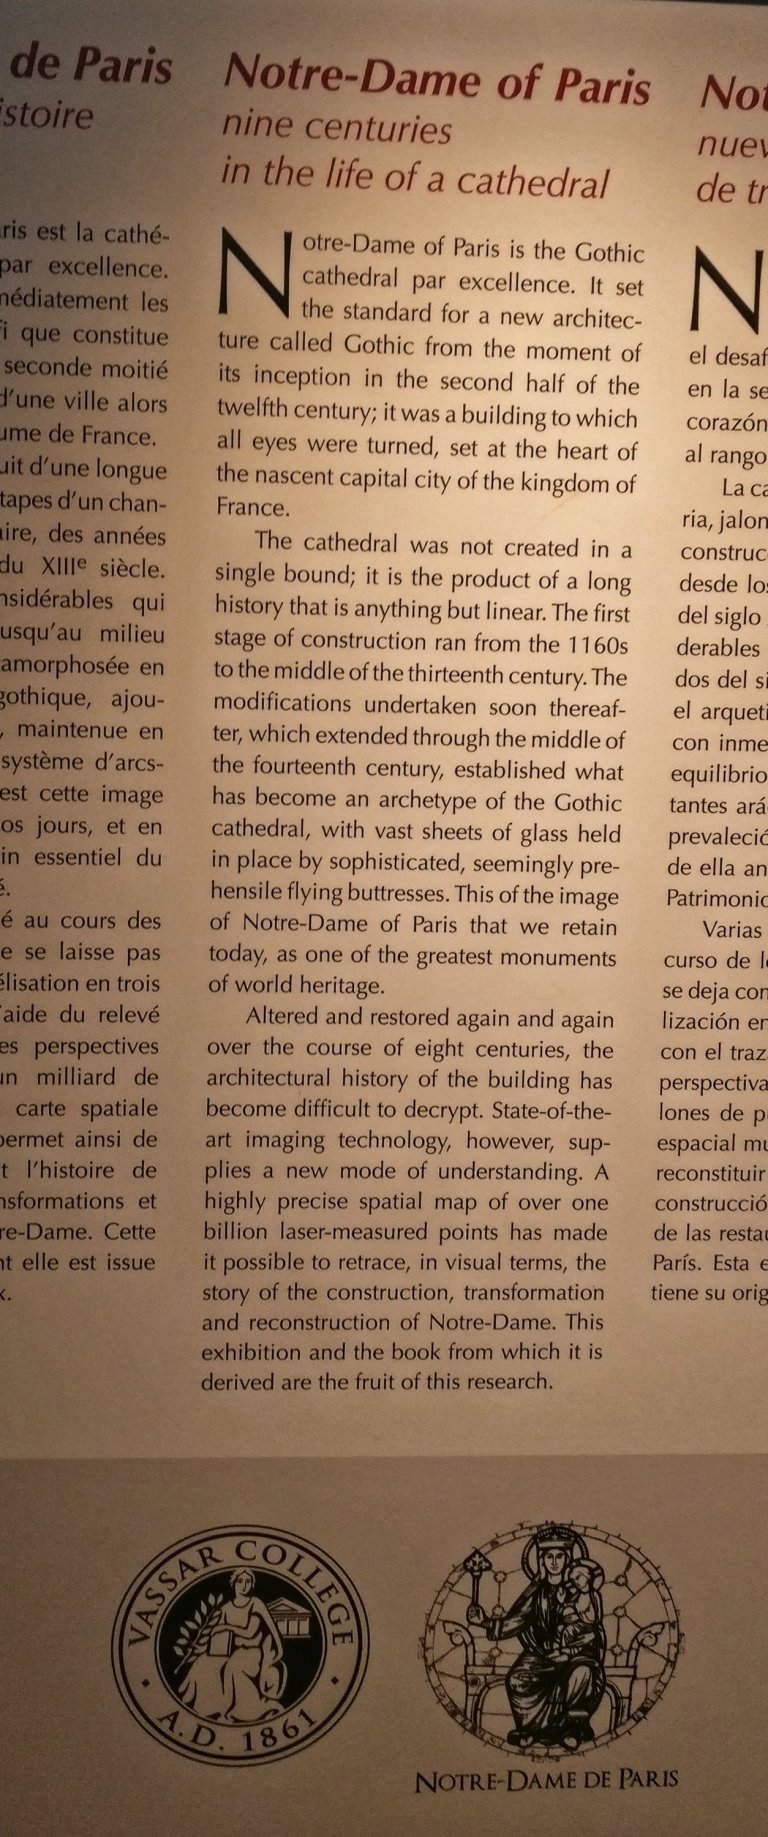 de Paris
istoire
ris est la cathé-
par excellence.
médiatement les
i que constitue
seconde moitié
d'une ville alors
ume de France.
uit d'une longue
tapes d'un chan-
aire, des années
du XIIIe siècle.
nsidérables qui
usqu'au milieu
amorphosée en
gothique, ajou-
, maintenue en
système d'arcs-
est cette image
os jours, et en
in essentiel du
é.
é au cours des
e se laisse pas
élisation en trois
'aide du relevé
es perspectives
un milliard de
carte spatiale
permet ainsi de
t l'histoire de
nsformations et
re-Dame. Cette
nt elle est issue
x.
Notre-Dame of Paris
nine centuries
in the life of a cathedral
Notre-Dame of Paris is the Gothic
cathedral par excellence. It set
the standard for a new architec-
ture called Gothic from the moment of
its inception in the second half of the
twelfth century; it was a building to which
all eyes were turned, set at the heart of
the nascent capital city of the kingdom of
France.
The cathedral was not created in a
single bound; it is the product of a long
history that is anything but linear. The first
stage of construction ran from the 1160s
to the middle of the thirteenth century. The
modifications undertaken soon thereaf-
ter, which extended through the middle of
the fourteenth century, established what
has become an archetype of the Gothic
cathedral, with vast sheets of glass held
in place by sophisticated, seemingly pre-
hensile flying buttresses. This of the image
of Notre-Dame of Paris that we retain
today, as one of the greatest monuments
of world heritage.
Altered and restored again and again
over the course of eight centuries, the
architectural history of the building has
become difficult to decrypt. State-of-the-
art imaging technology, however, sup-
plies a new mode of understanding. A
highly precise spatial map of over one
billion laser-measured points has made
it possible to retrace, in visual terms, the
story of the construction, transformation
and reconstruction of Notre-Dame. This
exhibition and the book from which it is
derived are the fruit of this research.
Not
nuev
de tr
N
el desaf
en la se
corazón
al rango
La ca
ria, jalon
construc
desde los
del siglo
derables
dos del si
el arqueti
con inme
equilibrio
tantes ará
prevaleció
de ella an
Patrimonio
Varias
curso de lo
se deja con
lización en
con el traz
perspectiva
lones de p
espacial mu
reconstituir
construcció
de las restau
París. Esta e
tiene su orig
VASSAR COLLEGE
A.D. 1861
NOTRE-DAME DE PARIS